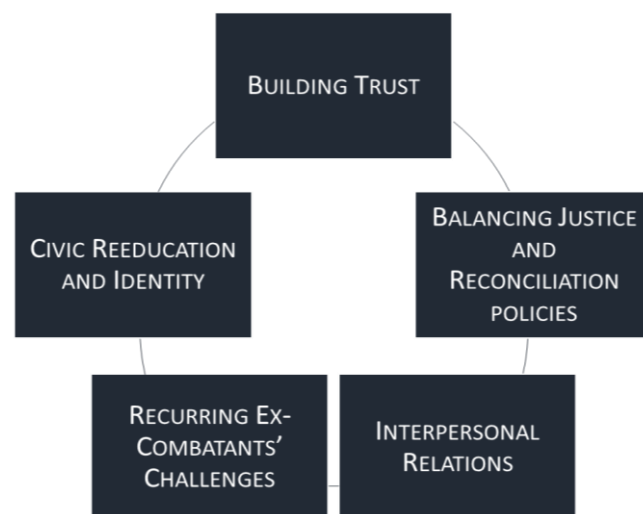 Building Trust
Balancing Justice
and
Reconciliation
policies
Interpersonal
Relations
Recurring Ex-
Combatants’
Challenges
Civic Reeducation
and Identity